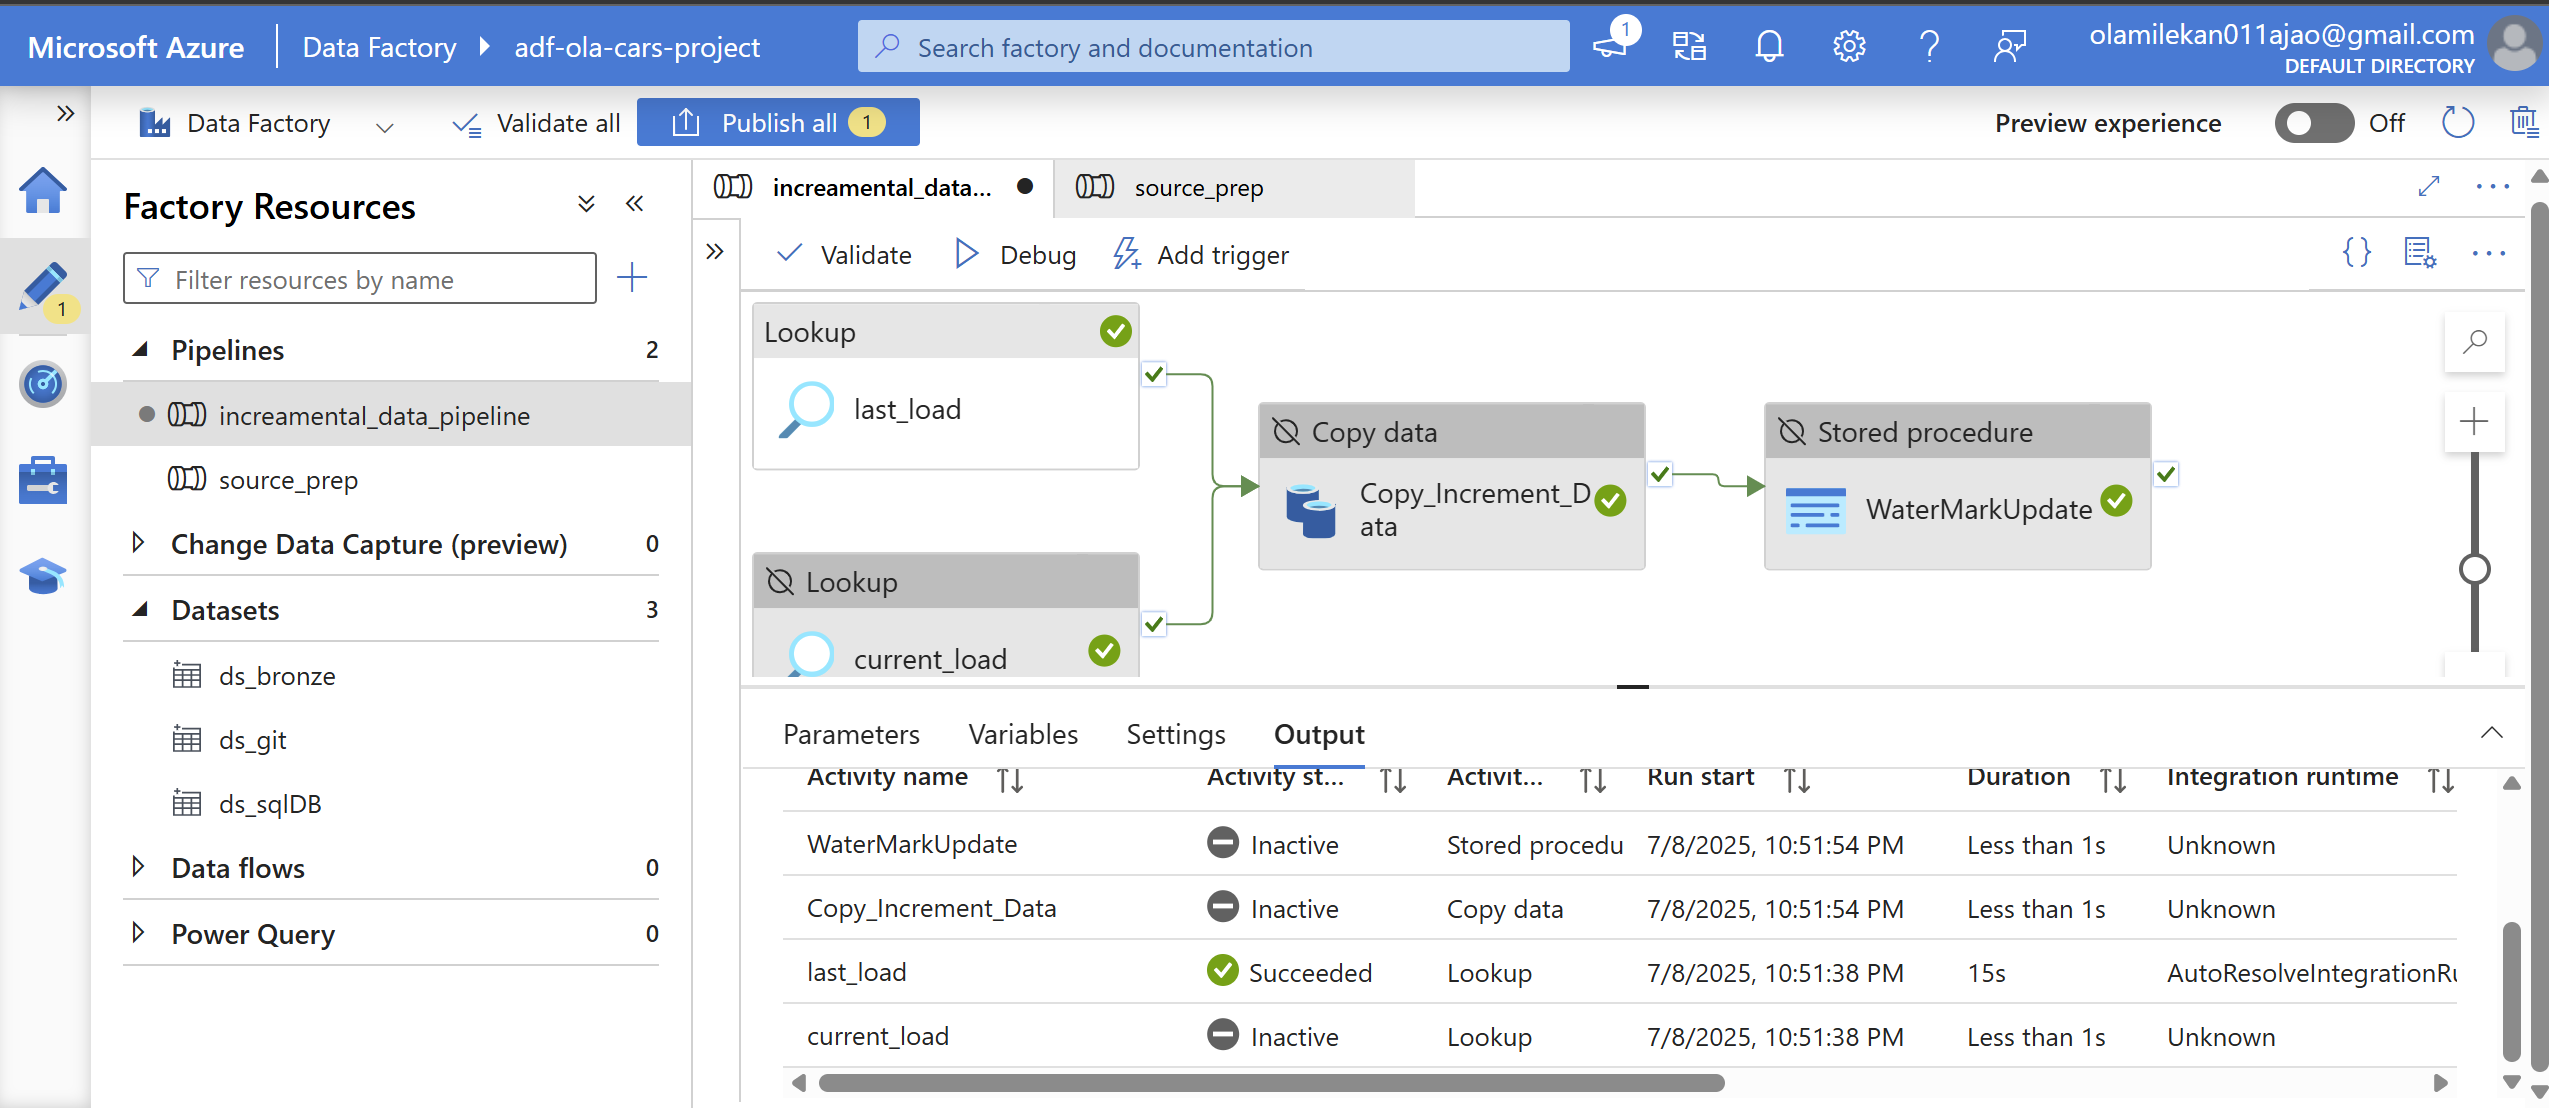 Microsoft Azure
Data Factory
adf-ola-cars-project
Search factory and documentation
1
olamilekan011ajao@gmail.com
DEFAULT DIRECTORY
Data Factory
Validate all
Publish all 1
Preview experience
Off
1
Factory Resources
Filter resources by name
Pipelines 2
increamental_data_pipeline
source_prep
Change Data Capture (preview) 0
Datasets 3
ds_bronze
ds_git
ds_sqlDB
Data flows 0
Power Query 0
increamental_data...
source_prep
Validate
Debug
Add trigger
Lookup
last_load
Lookup
current_load
Copy data
Copy_Increment_D
ata
Stored procedure
WaterMarkUpdate
Parameters Variables Settings Output
Activity name Activity st... Activit... Run start Duration Integration runtime
WaterMarkUpdate Inactive Stored procedu 7/8/2025, 10:51:54 PM Less than 1s Unknown
Copy_Increment_Data Inactive Copy data 7/8/2025, 10:51:54 PM Less than 1s Unknown
last_load Succeeded Lookup 7/8/2025, 10:51:38 PM 15s AutoResolveIntegrationRu
current_load Inactive Lookup 7/8/2025, 10:51:38 PM Less than 1s Unknown